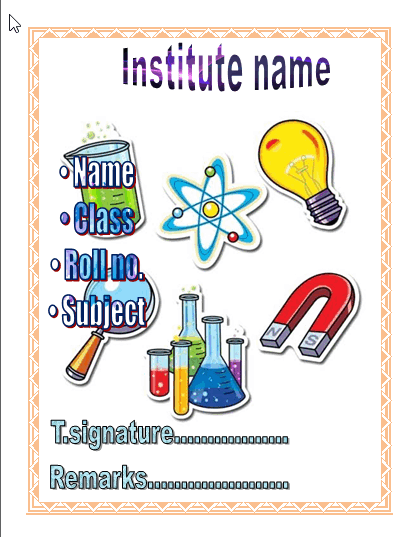 Institute name
• Name
• Class
• Roll no.
• Subject
N S
T.signature.................
Remarks.....................